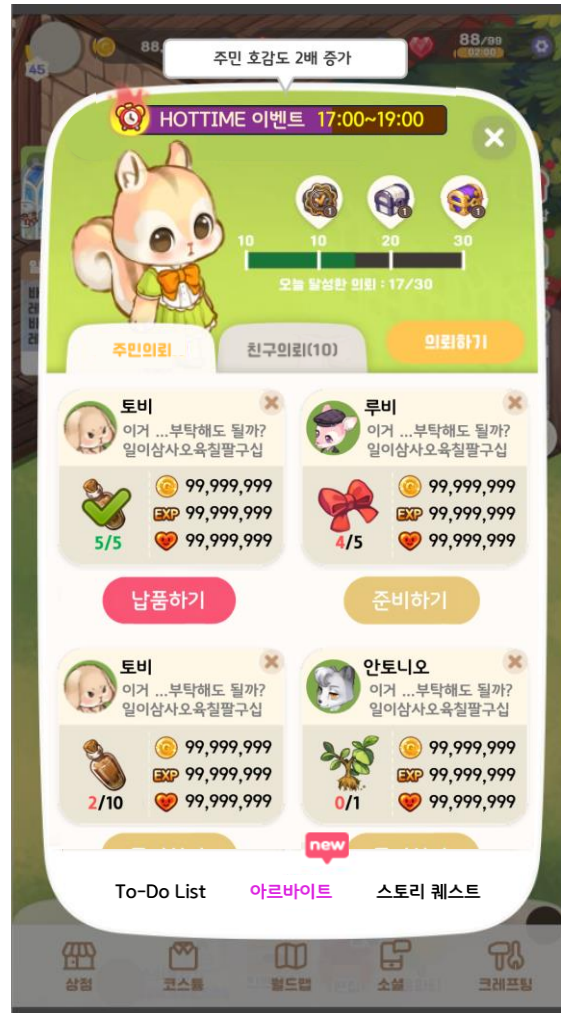 45
88,
88/99
02:00
주민 호감도 2배 증가
HOTTIME 이벤트 17:00~19:00
1
1
1
10
10
20
30
오늘 달성한 의뢰 : 17/30
주민의뢰
친구의뢰(10)
의뢰하기
토비
이거 ...부탁해도 될까?
일이삼사오육칠팔구십
99,999,999
EXP 99,999,999
5/5
99,999,999
납품하기
루비
이거 ...부탁해도 될까?
일이삼사오육칠팔구십
99,999,999
EXP 99,999,999
4/5
99,999,999
준비하기
토비
이거 ...부탁해도 될까?
일이삼사오육칠팔구십
99,999,999
EXP 99,999,999
2/10
99,999,999
안토니오
이거 ...부탁해도 될까?
일이삼사오육칠팔구십
99,999,999
EXP 99,999,999
0/1
99,999,999
new
To-Do List
아르바이트
스토리 퀘스트
상점
코스튬
월드맵
소셜
크레프팅